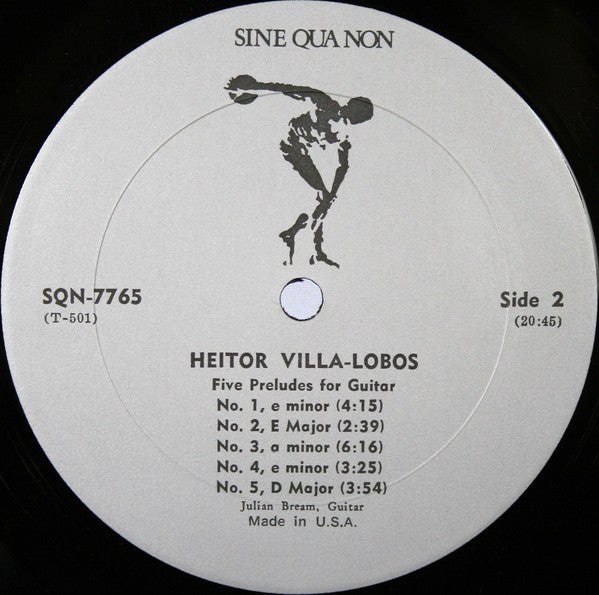 SINE QUA NON
SQN-7765
(T-501)
Side 2
(20:45)
HEITOR VILLA-LOBOS
Five Preludes for Guitar
No. 1, e minor (4:15)
No. 2, E Major (2:39)
No. 3, a minor (6:16)
No. 4, e minor (3:25)
No. 5, D Major (3:54)
Julian Bream, Guitar
Made in U.S.A.